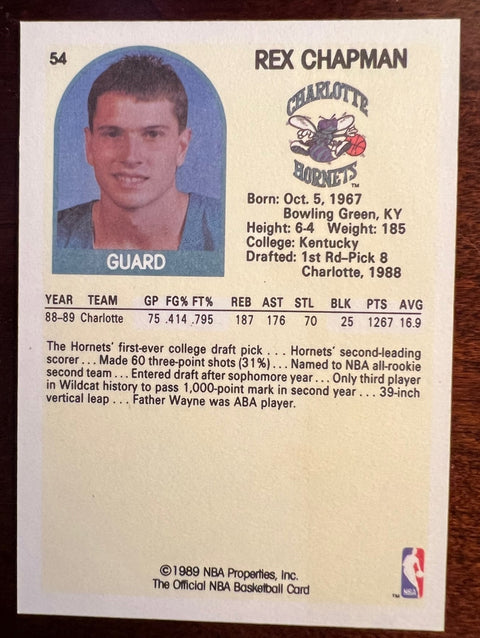 54
REX CHAPMAN
CHARLOTTE
HORNETS
TM
Born: Oct. 5, 1967
Bowling Green, KY
Height: 6-4 Weight: 185
College: Kentucky
Drafted: 1st Rd-Pick 8
Charlotte, 1988
GUARD
YEAR TEAM GP FG% FT% REB AST STL BLK PTS AVG
88-89 Charlotte 75 .414 .795 187 176 70 25 1267 16.9
The Hornets' first-ever college draft pick . . . Hornets' second-leading
scorer . . . Made 60 three-point shots (31%) . . . Named to NBA all-rookie
second team . . . Entered draft after sophomore year . . . Only third player
in Wildcat history to pass 1,000-point mark in second year . . . 39-inch
vertical leap . . . Father Wayne was ABA player.
©1989 NBA Properties, Inc.
The Official NBA Basketball Card
NBA
TM